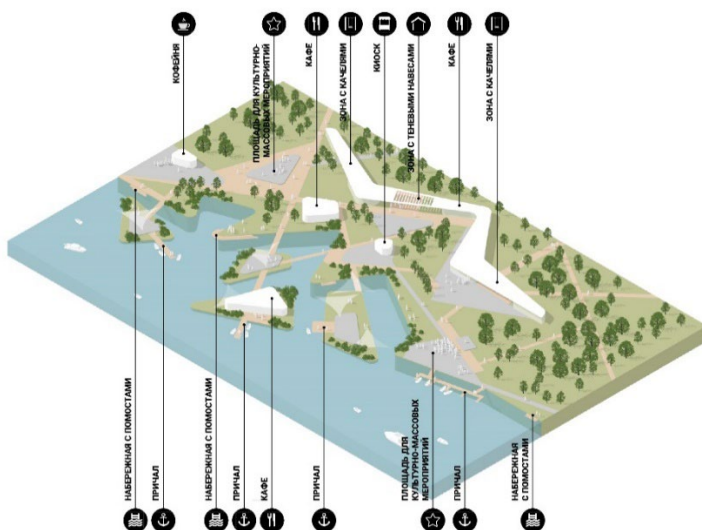 КОФЕЙНЯ
ПЛОЩАДЬ ДЛЯ КУЛЬТУРНО-
МАССОВЫХ МЕРОПРИЯТИЙ
КАФЕ
ЗОНА С КАЧЕЛЯМИ
КИОСК
ЗОНА С ТЕНЕВЫМИ НАВЕСАМИ
КАФЕ
ЗОНА С КАЧЕЛЯМИ
НАБЕРЕЖНАЯ С ПОМОСТАМИ
ПРИЧАЛ
НАБЕРЕЖНАЯ С ПОМОСТАМИ
ПРИЧАЛ
КАФЕ
ПРИЧАЛ
ПЛОЩАДЬ ДЛЯ
КУЛЬТУРНО-МАССОВЫХ
МЕРОПРИЯТИЙ
ПРИЧАЛ
НАБЕРЕЖНАЯ
С ПОМОСТАМИ